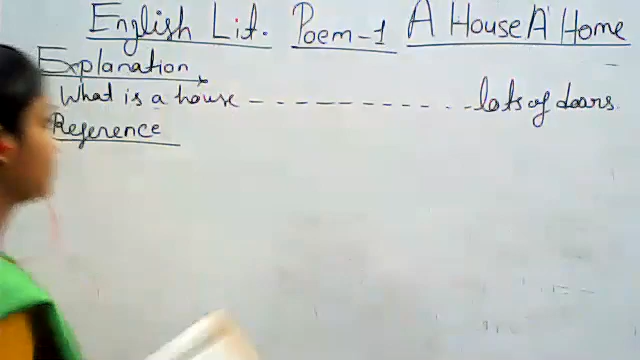 English Lit. Poem-1 A House A Home
Explanation
What is a house ------------ lots of doors.
Reference